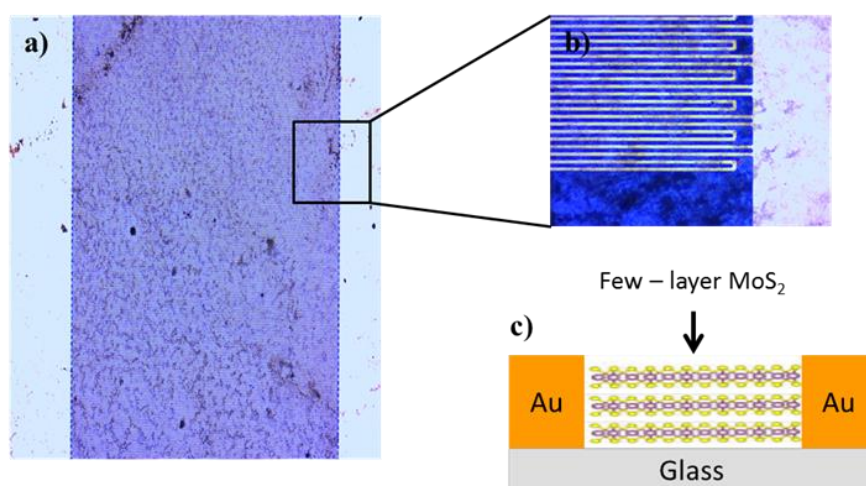 a)
b)
Few – layer MoS₂
c)
Au
Au
Glass